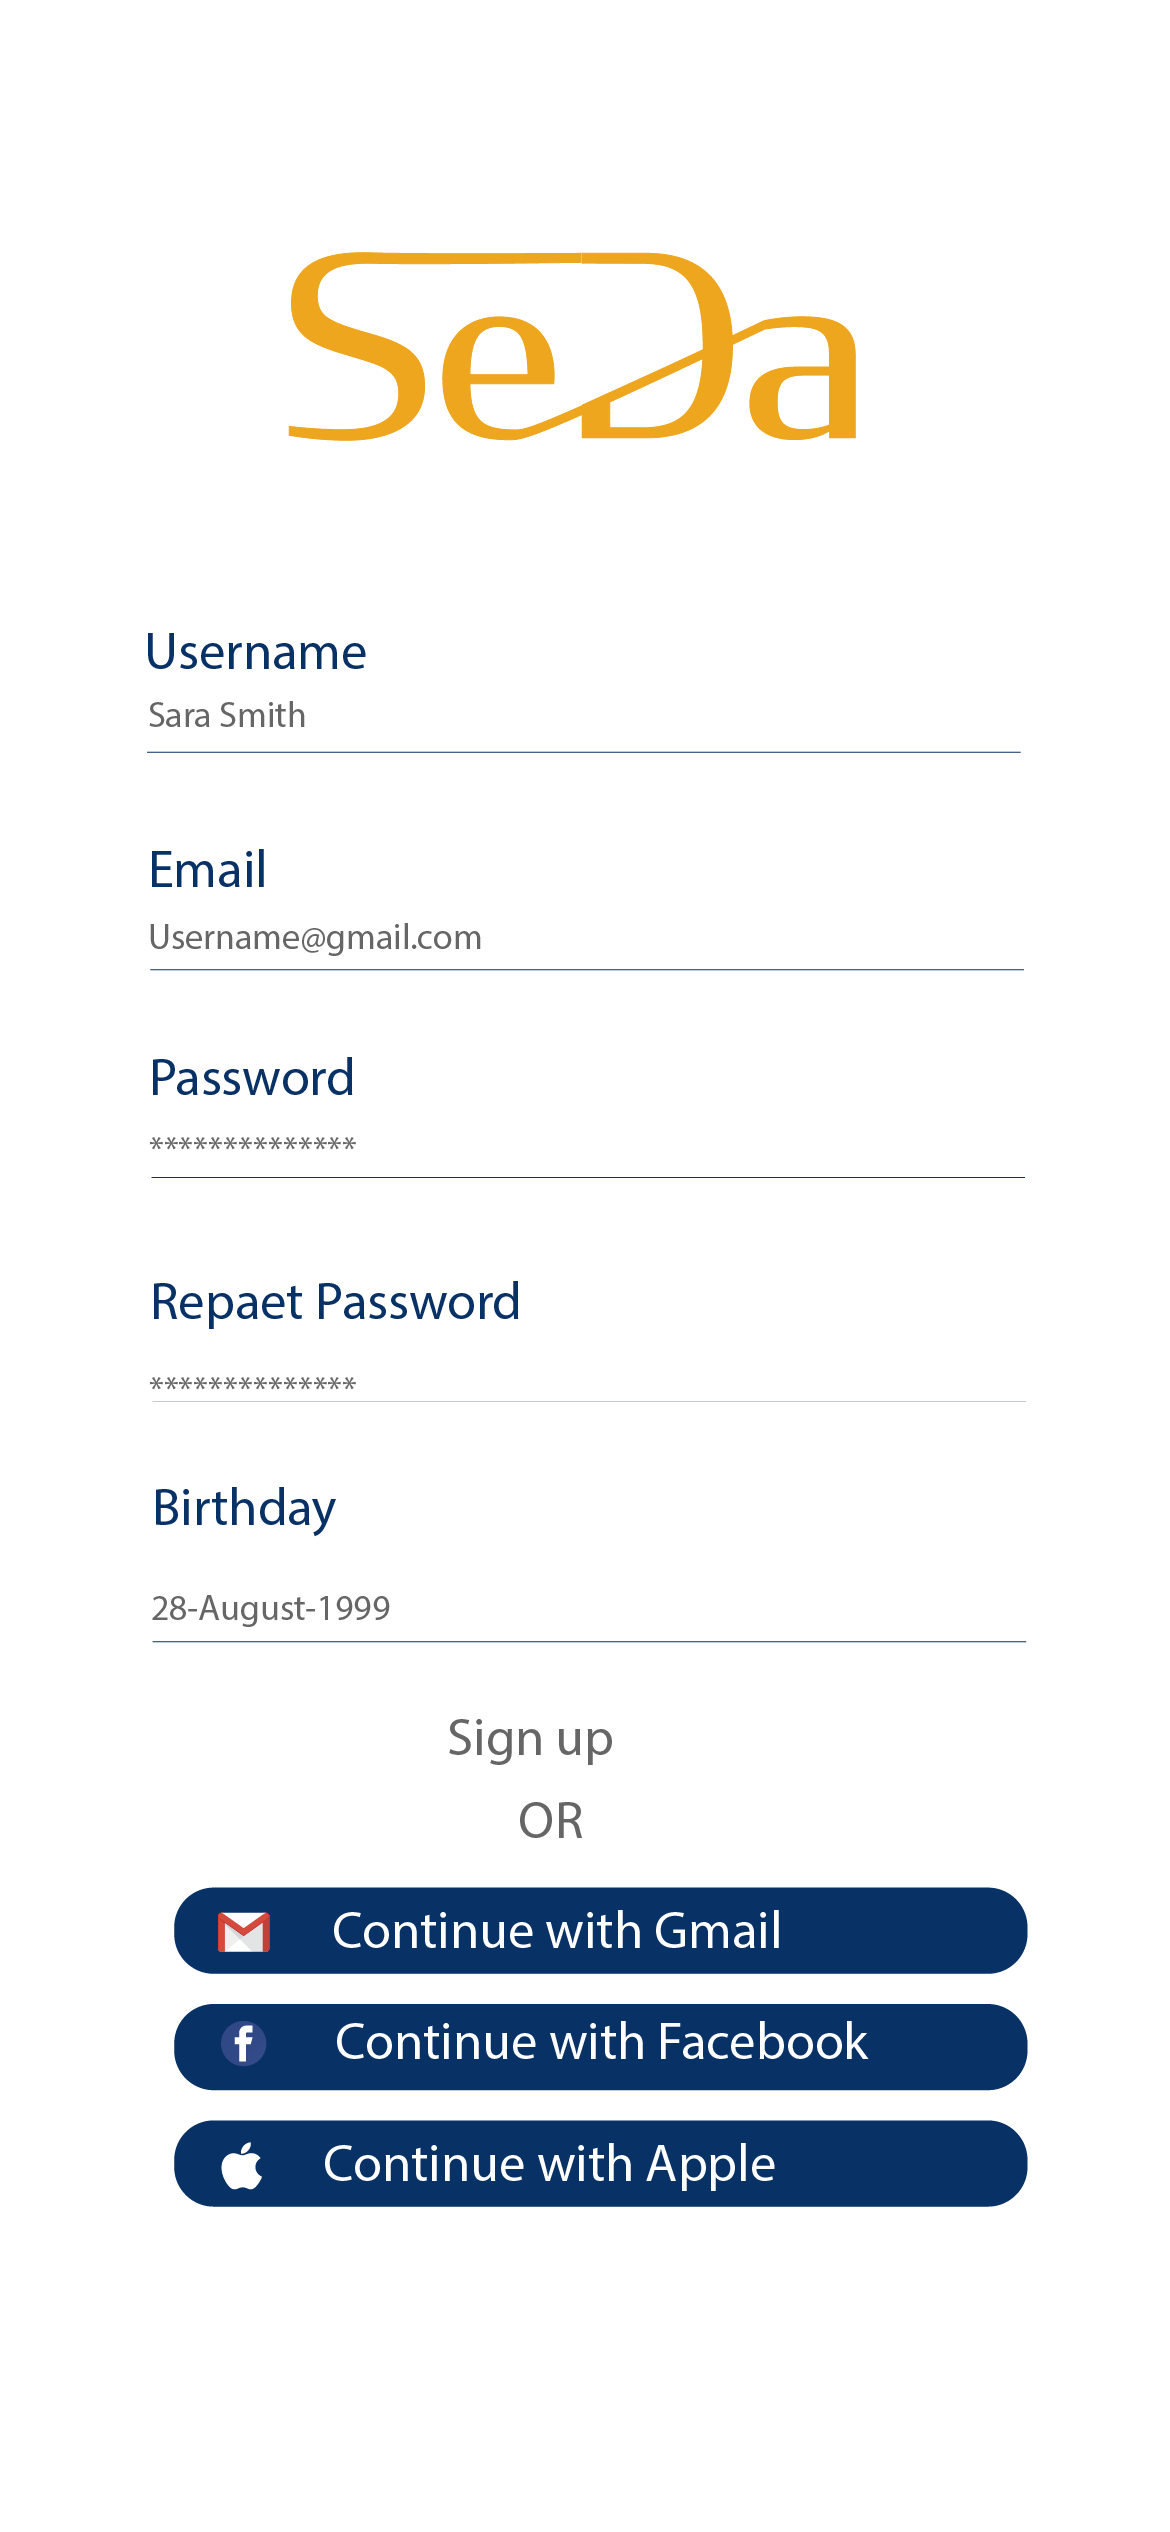 SeDa
Username
Sara Smith
Email
Username@gmail.com
Password
**************
Repaet Password
**************
Birthday
28-August-1999
Sign up
OR
Continue with Gmail
Continue with Facebook
Continue with Apple